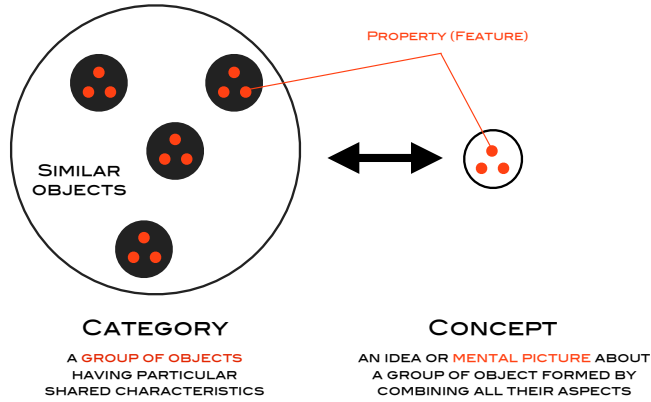 Property (Feature)
Similar
objects
Category
a group of objects
having particular
shared characteristics
Concept
an idea or mental picture about
a group of object formed by
combining all their aspects